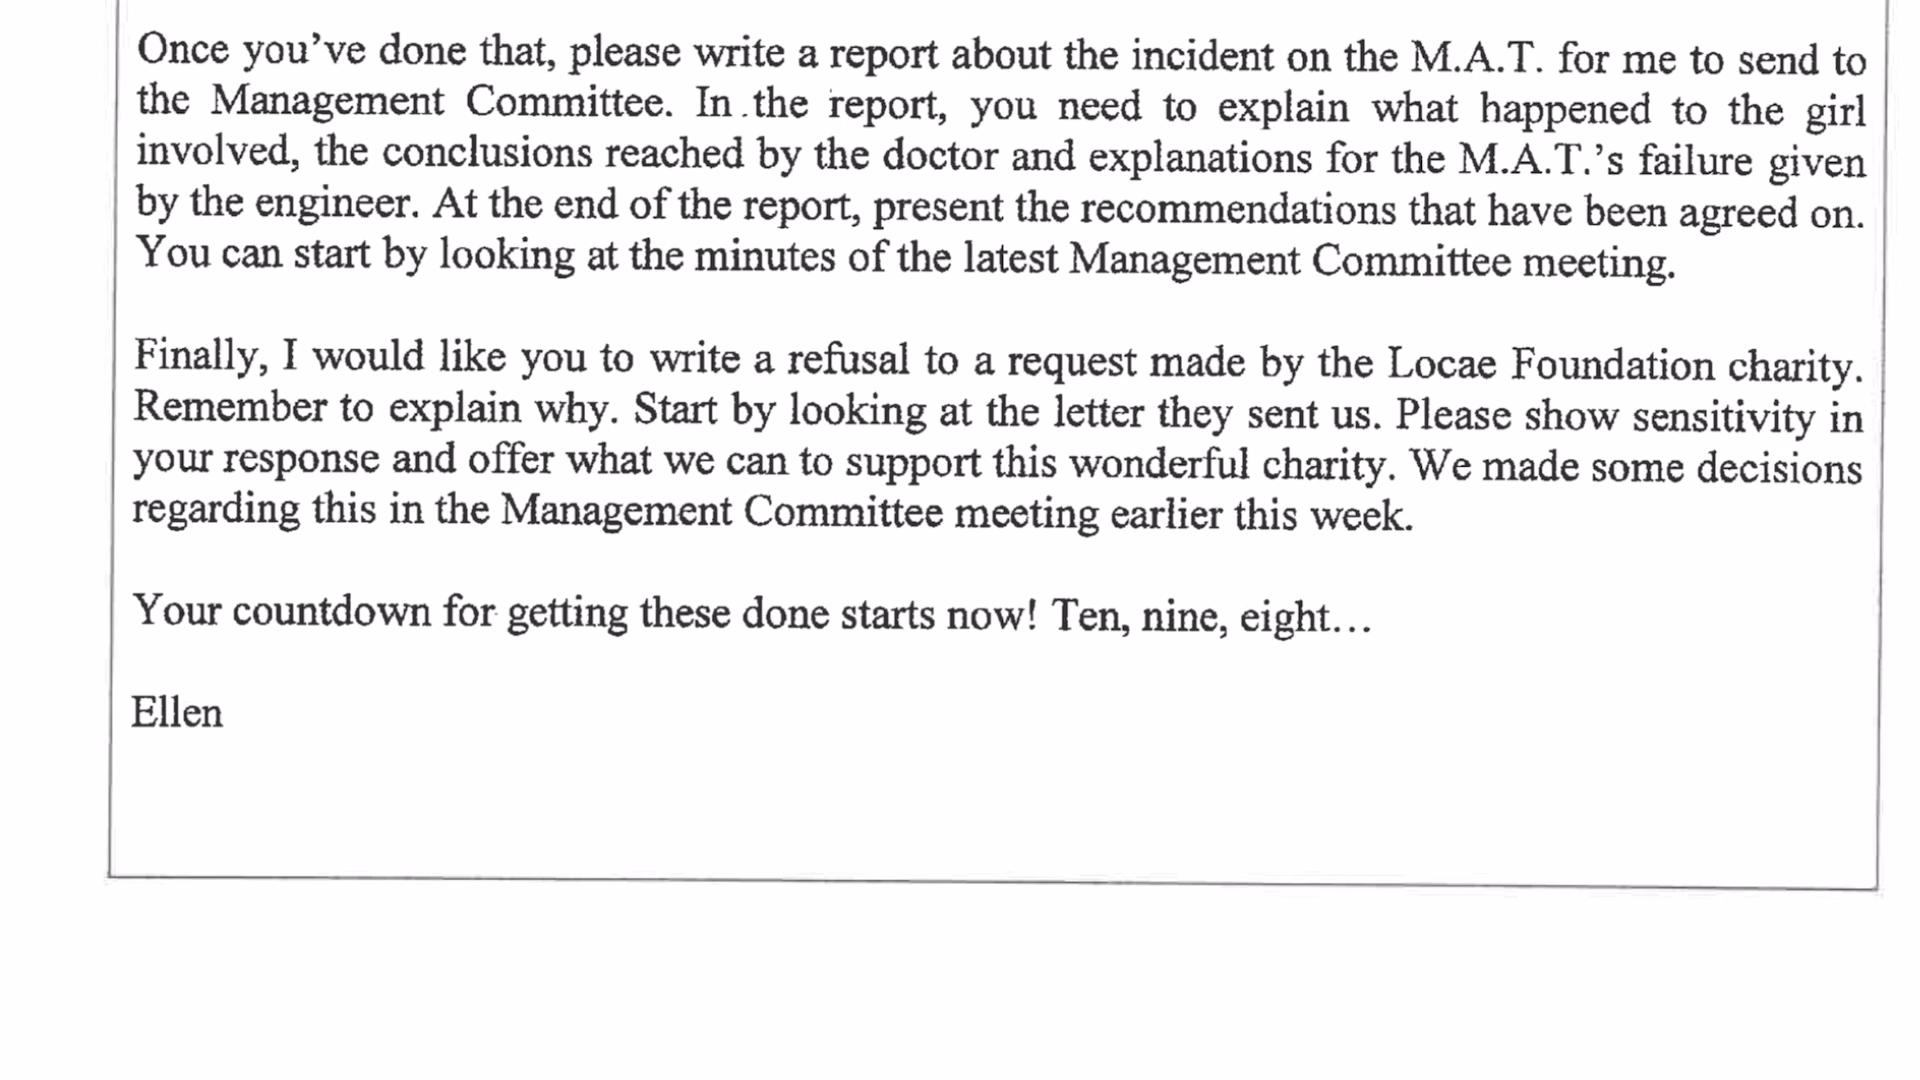 Once you've done that, please write a report about the incident on the M.A.T. for me to send to
the Management Committee. In the report, you need to explain what happened to the girl
involved, the conclusions reached by the doctor and explanations for the M.A.T.'s failure given
by the engineer. At the end of the report, present the recommendations that have been agreed on.
You can start by looking at the minutes of the latest Management Committee meeting.
Finally, I would like you to write a refusal to a request made by the Locae Foundation charity.
Remember to explain why. Start by looking at the letter they sent us. Please show sensitivity in
your response and offer what we can to support this wonderful charity. We made some decisions
regarding this in the Management Committee meeting earlier this week.
Your countdown for getting these done starts now! Ten, nine, eight...
Ellen